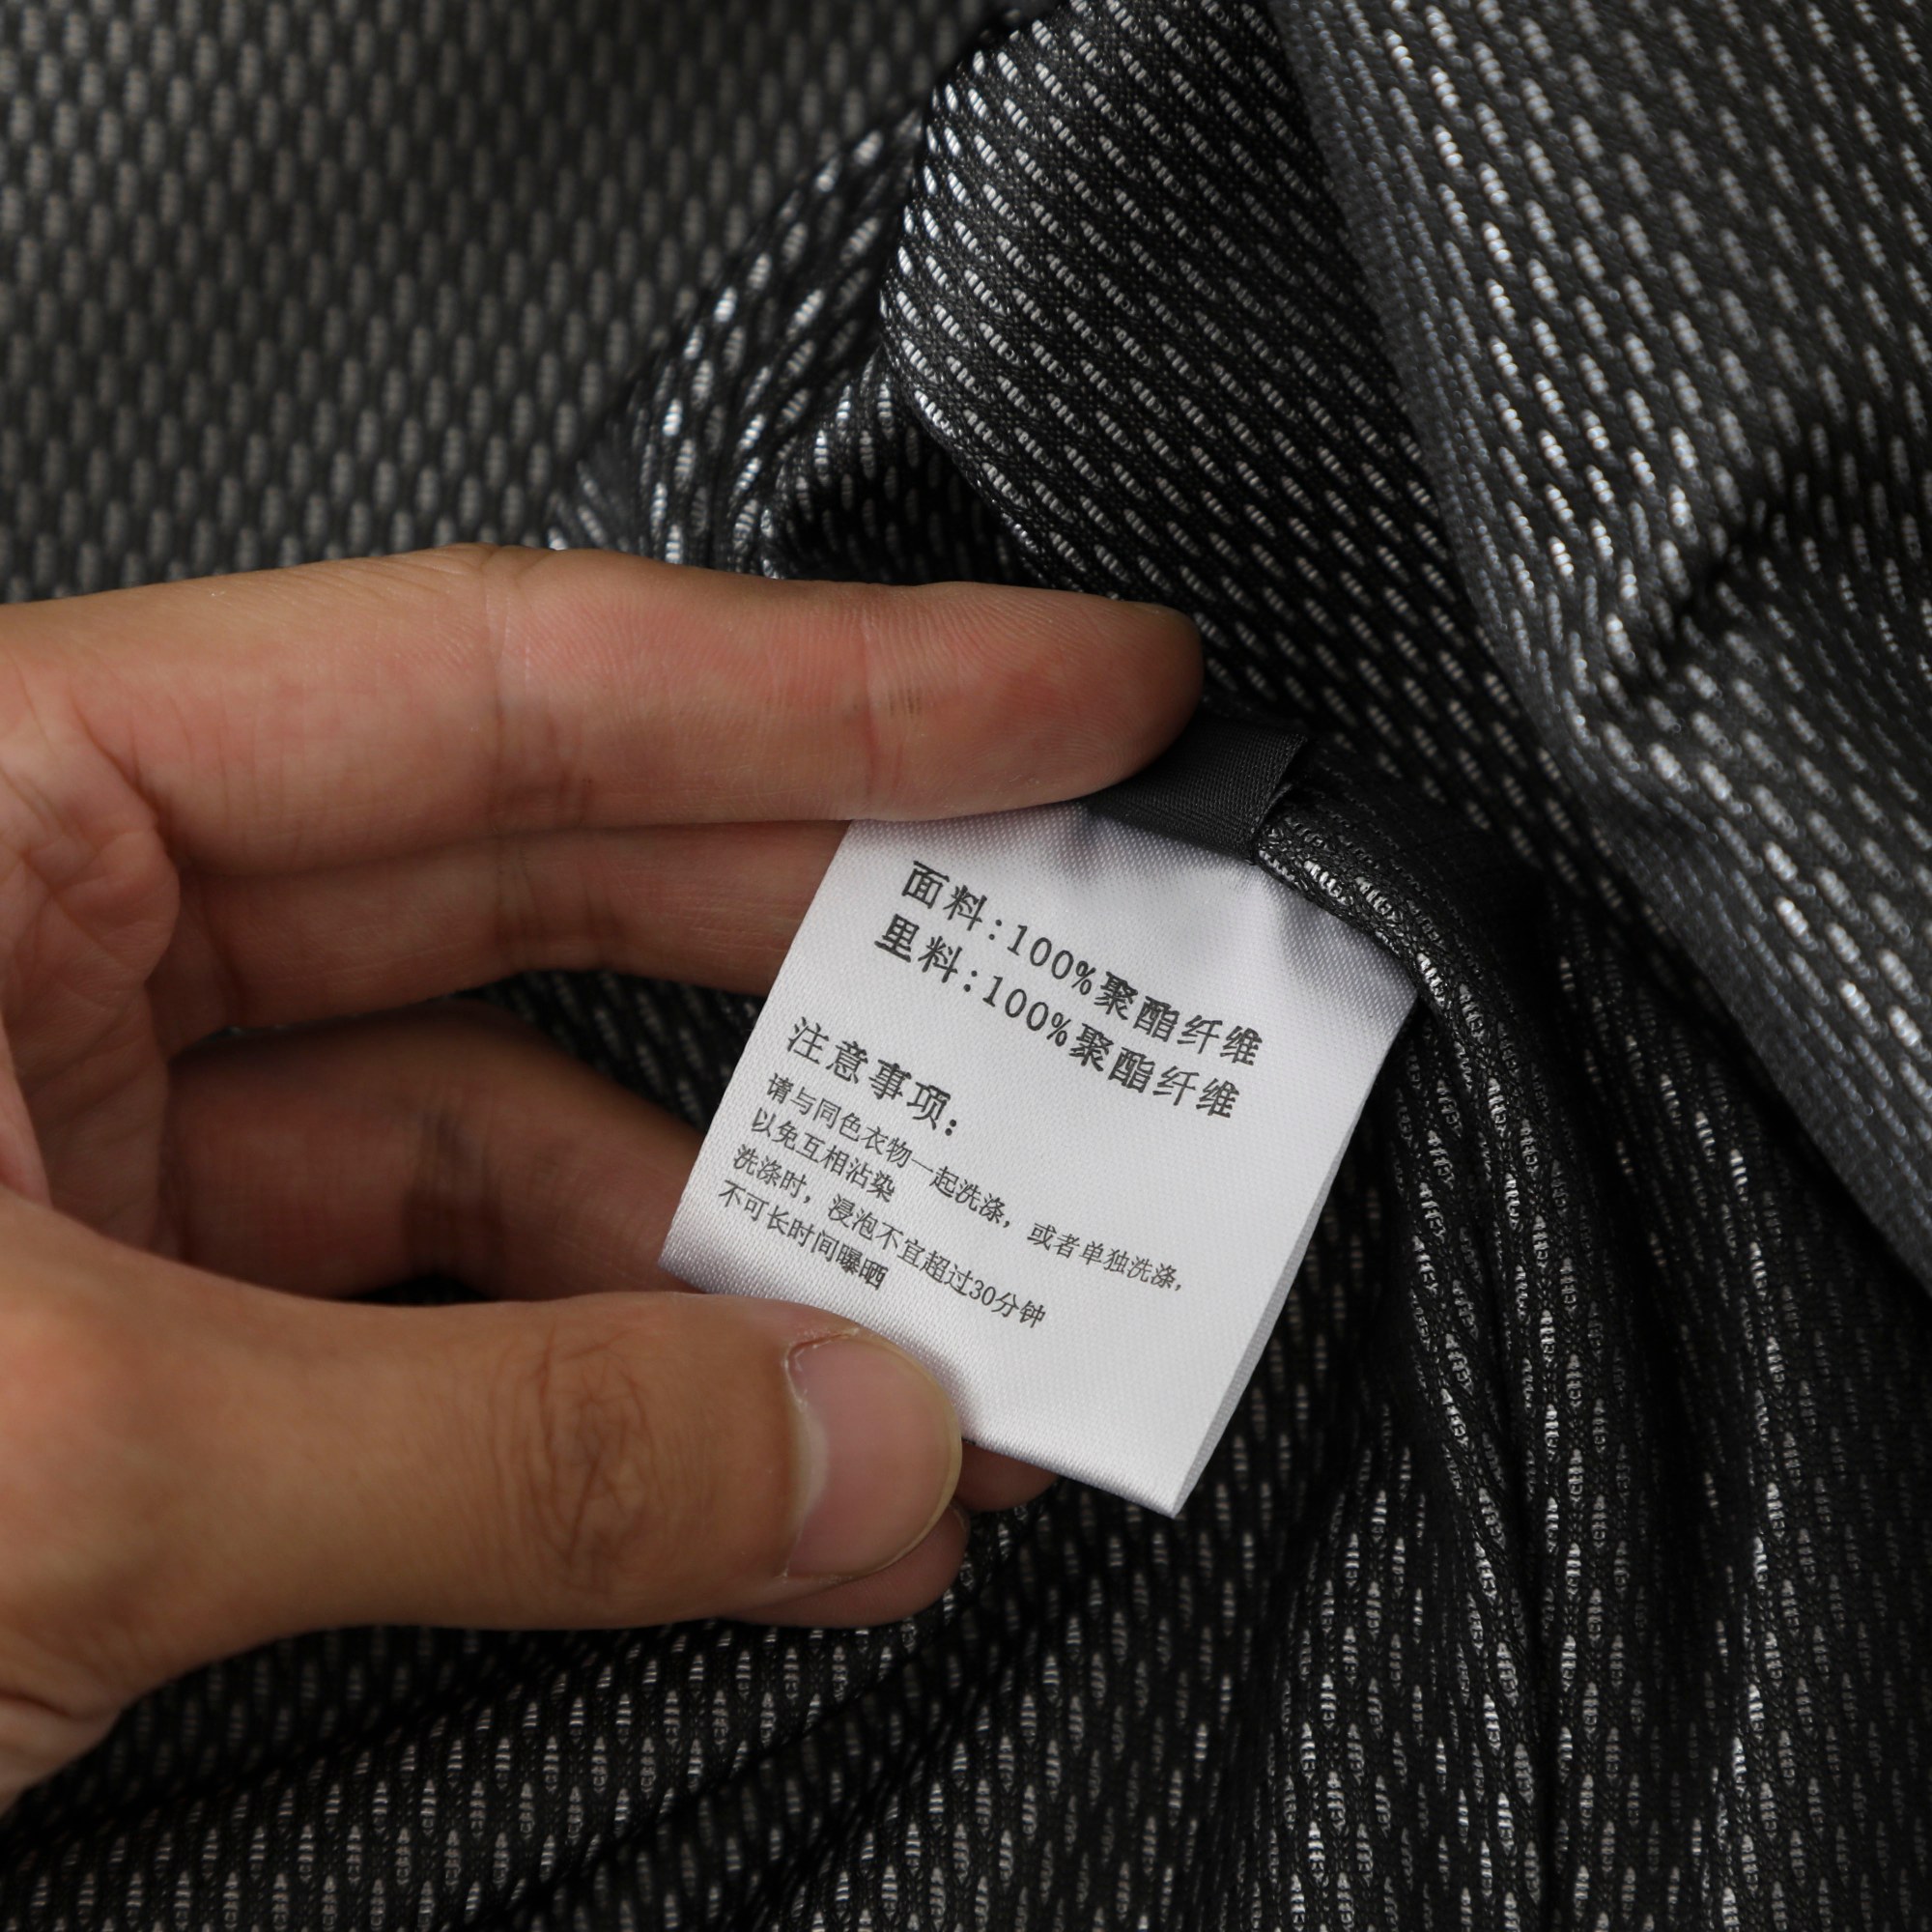 面料:100%聚酯纤维
里料:100%聚酯纤维
注意事项:
请与同色衣物一起洗涤，或者单独洗涤，
以免互相沾染
洗涤时，浸泡不宜超过30分钟
不可长时间曝晒